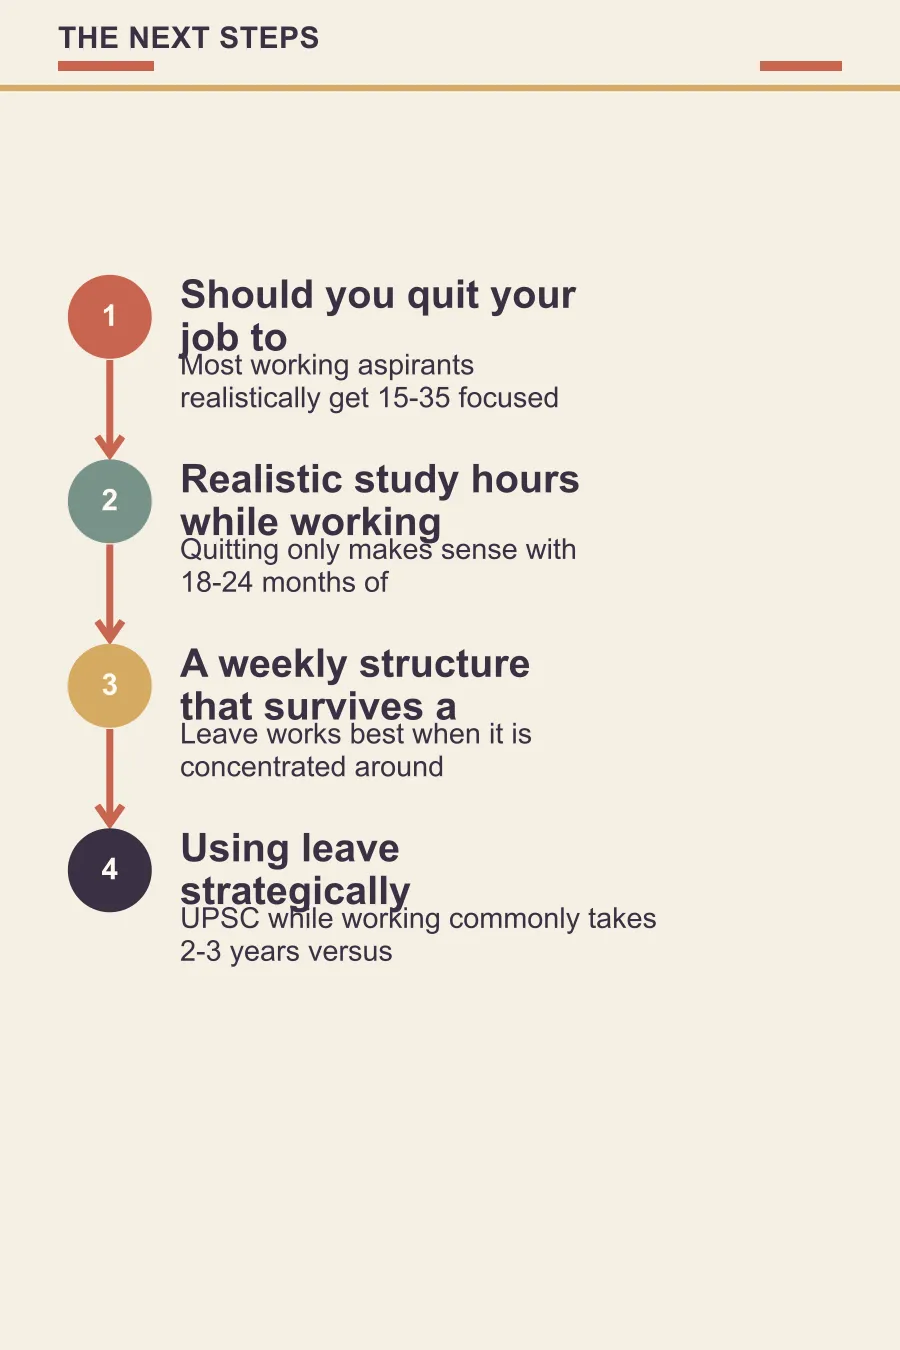 THE NEXT STEPS
1
Should you quit your
job to
Most working aspirants
realistically get 15-35 focused
2
Realistic study hours
while working
Quitting only makes sense with
18-24 months of
3
A weekly structure
that survives a
Leave works best when it is
concentrated around
4
Using leave
strategically
UPSC while working commonly takes
2-3 years versus